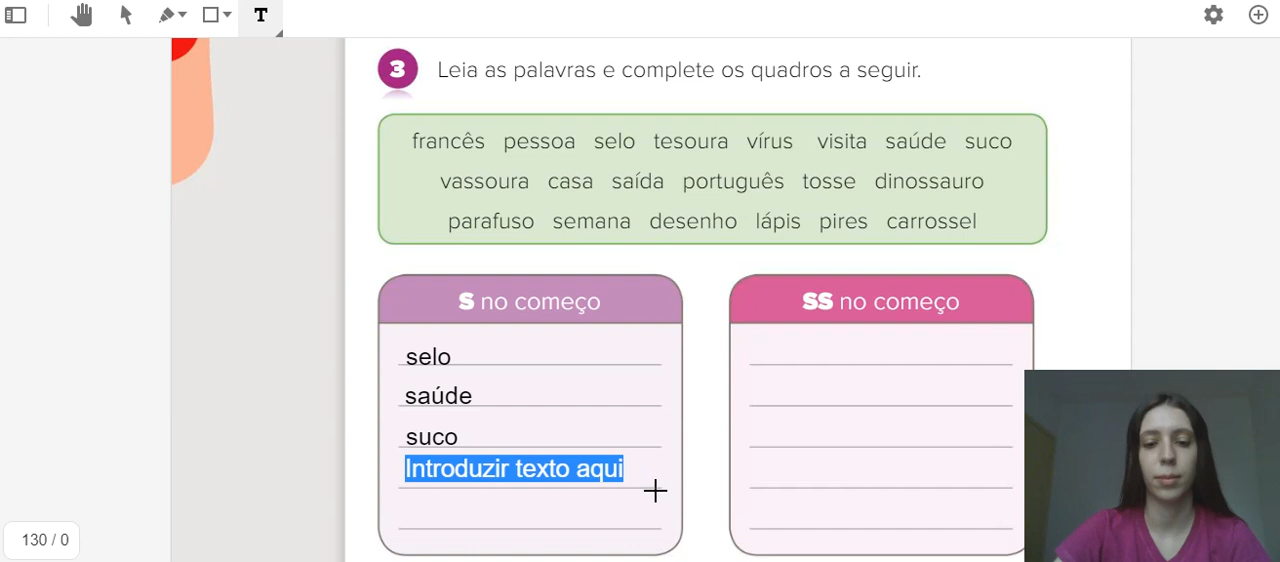 T
3 Leia as palavras e complete os quadros a seguir.
francês pessoa selo tesoura vírus visita saúde suco
vassoura casa saída português tosse dinossauro
parafuso semana desenho lápis pires carrossel
S no começo
selo
saúde
suco
Introduzir texto aqui
SS no começo
130 / 0